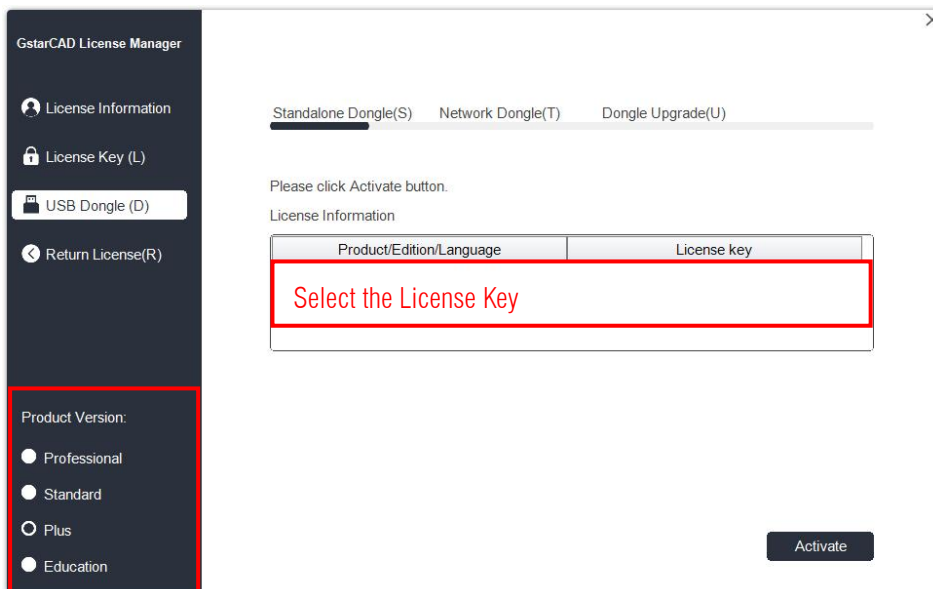 GstarCAD License Manager
License Information
License Key (L)
USB Dongle (D)
Return License(R)
Product Version:
Professional
Standard
Plus
Education
Standalone Dongle(S) Network Dongle(T) Dongle Upgrade(U)
Please click Activate button.
License Information
Product/Edition/Language License key
Select the License Key
Activate